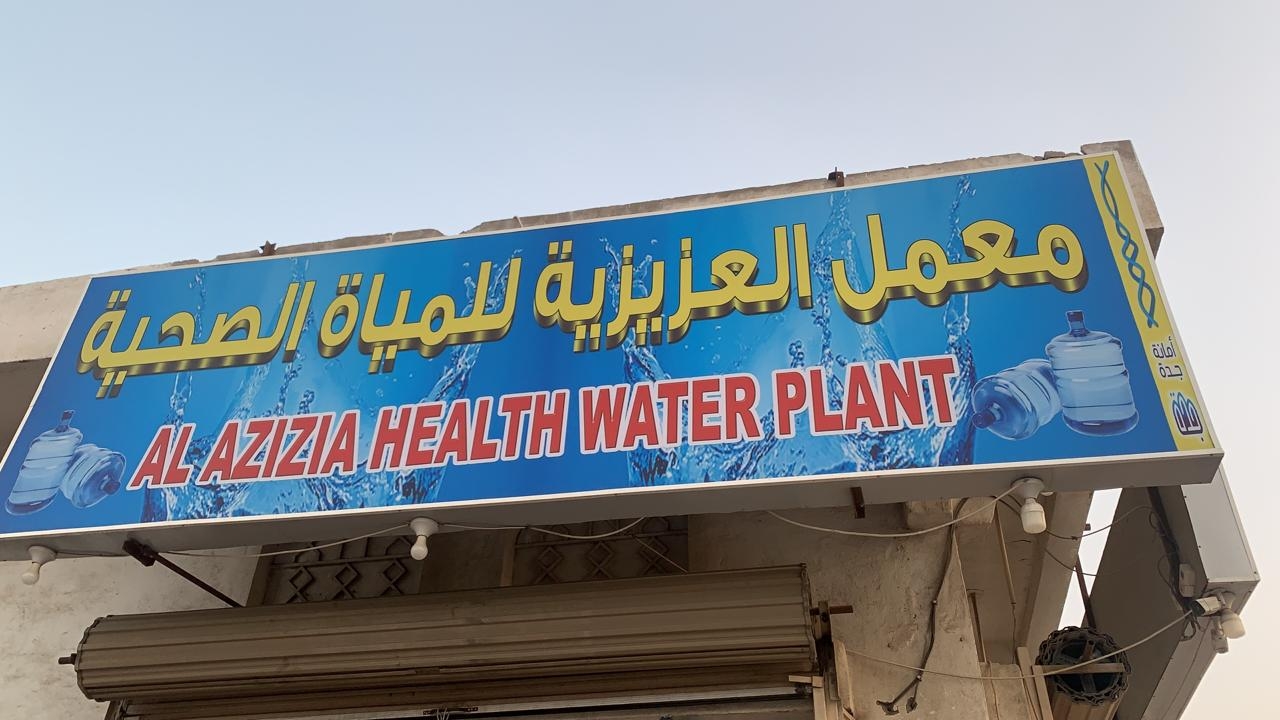 معمل العزيزية للمياة الصحية
AL AZIZIA HEALTH WATER PLANT
أمانة
جدة